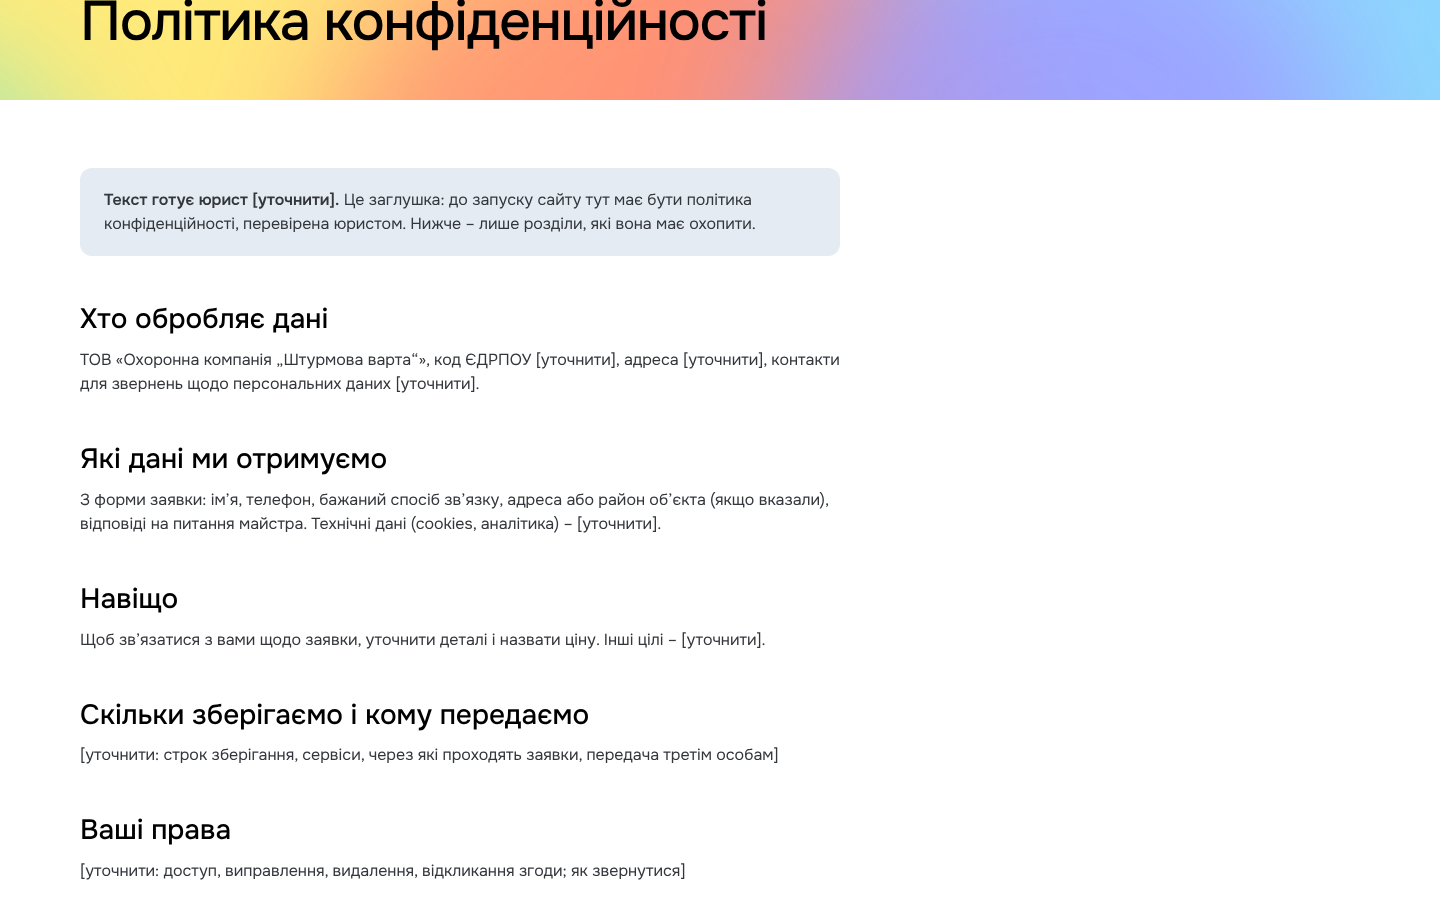 Політика конфіденційності
Текст готує юрист [уточнити]. Це заглушка: до запуску сайту тут має бути політика
конфіденційності, перевірена юристом. Нижче – лише розділи, які вона має охопити.
Хто обробляє дані
ТОВ «Охоронна компанія „Штурмова варта“», код ЄДРПОУ [уточнити], адреса [уточнити], контакти
для звернень щодо персональних даних [уточнити].
Які дані ми отримуємо
З форми заявки: ім’я, телефон, бажаний спосіб зв’язку, адреса або район об’єкта (якщо вказали),
відповіді на питання майстра. Технічні дані (cookies, аналітика) – [уточнити].
Навіщо
Щоб зв’язатися з вами щодо заявки, уточнити деталі і назвати ціну. Інші цілі – [уточнити].
Скільки зберігаємо і кому передаємо
[уточнити: строк зберігання, сервіси, через які проходять заявки, передача третім особам]
Ваші права
[уточнити: доступ, виправлення, видалення, відкликання згоди; як звернутися]